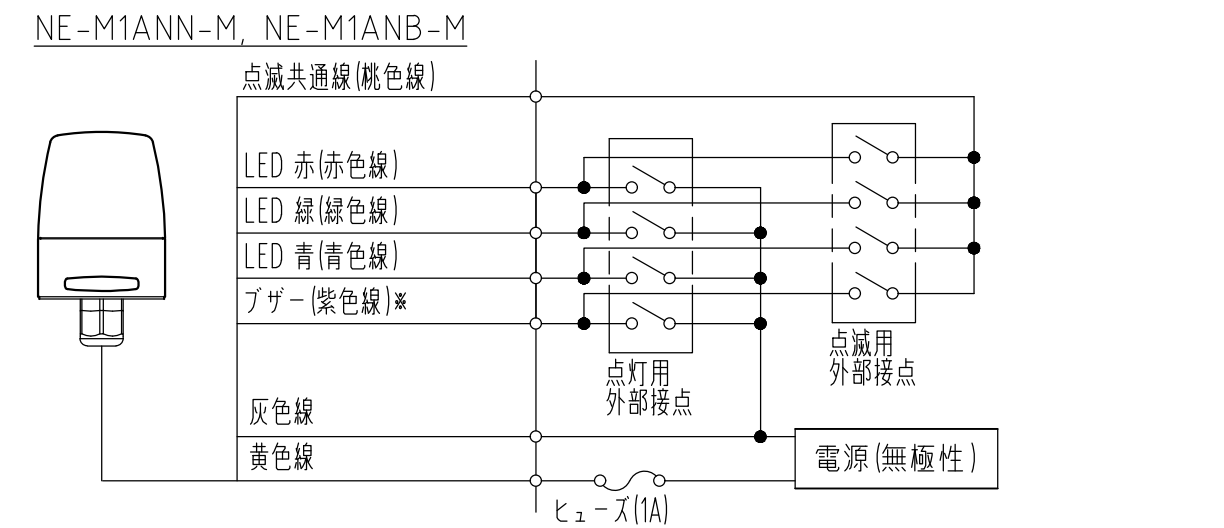 NE-M1ANN-M, NE-M1ANB-M
点滅共通線(桃色線)
LED 赤(赤色線)
LED 緑(緑色線)
LED 青(青色線)
ブザー(紫色線)※
点灯用
外部接点
点滅用
外部接点
灰色線
黄色線
電源(無極性)
ヒューズ(1A)